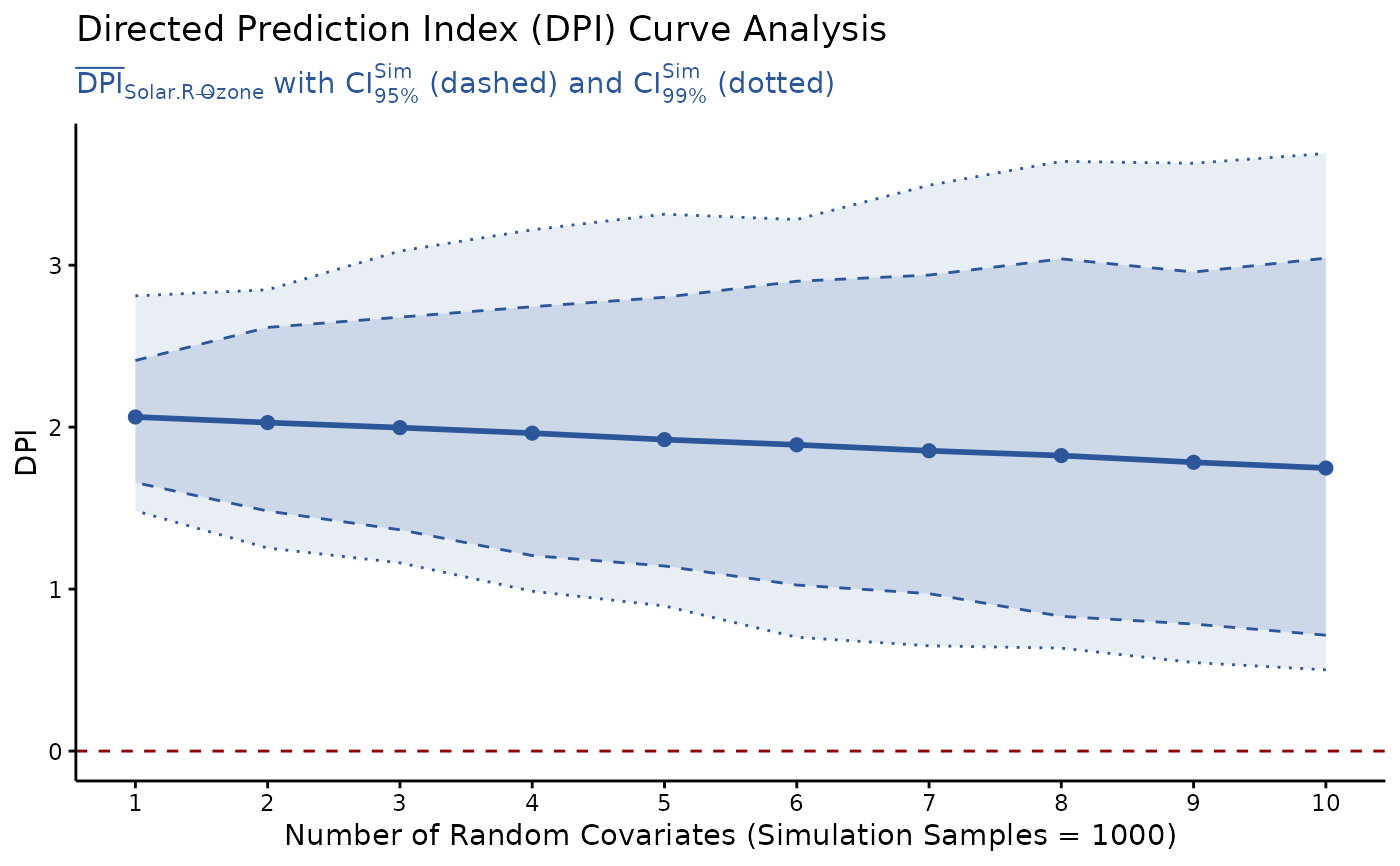 Directed Prediction Index (DPI) Curve Analysis
DPI Solar.R→Ozone with CI Sim 95% (dashed) and CI Sim 99% (dotted)
3
2
1
0
DPI
1 2 3 4 5 6 7 8 9 10
Number of Random Covariates (Simulation Samples = 1000)